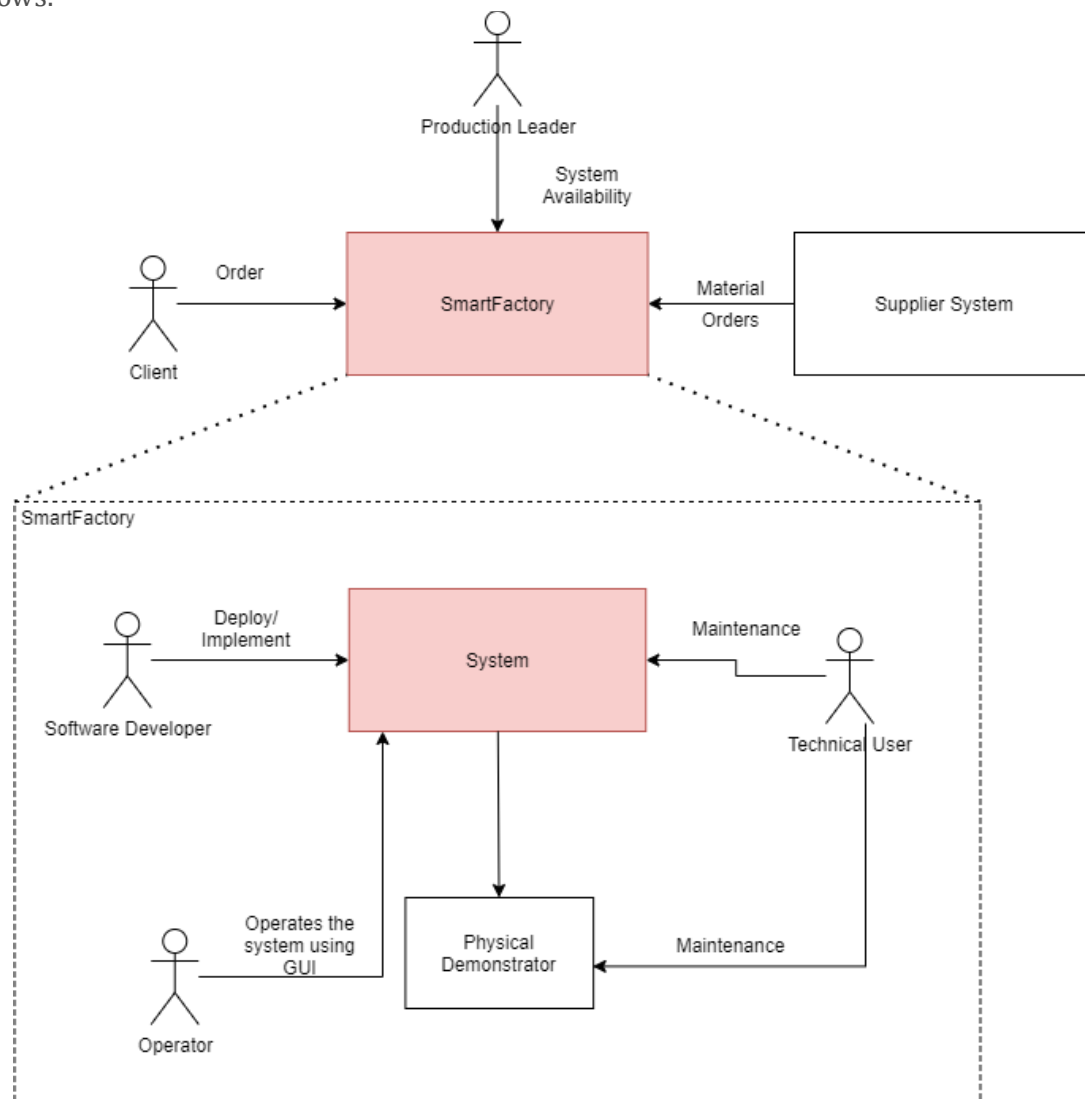 Production Leader
System
Availability
Order
SmartFactory
Material
Orders
Supplier System
Client
SmartFactory
Deploy/
Implement
System
Maintenance
Software Developer
Technical User
Operates the
system using
GUI
Physical
Demonstrator
Maintenance
Operator